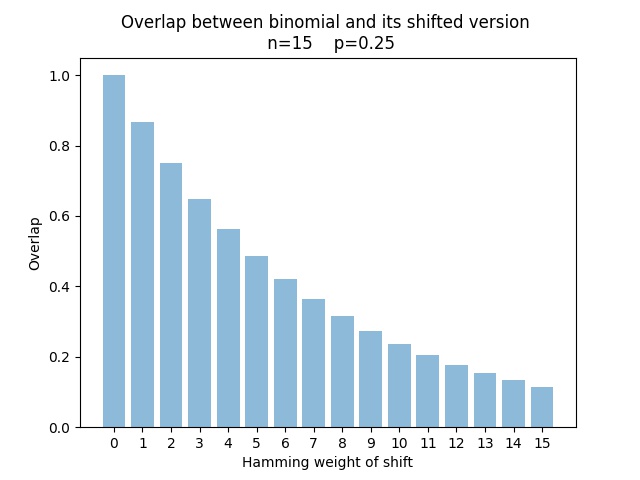 Overlap between binomial and its shifted version
n=15    p=0.25
1.0
0.8
0.6
0.4
0.2
0.0
Overlap
0 1 2 3 4 5 6 7 8 9 10 11 12 13 14 15
Hamming weight of shift